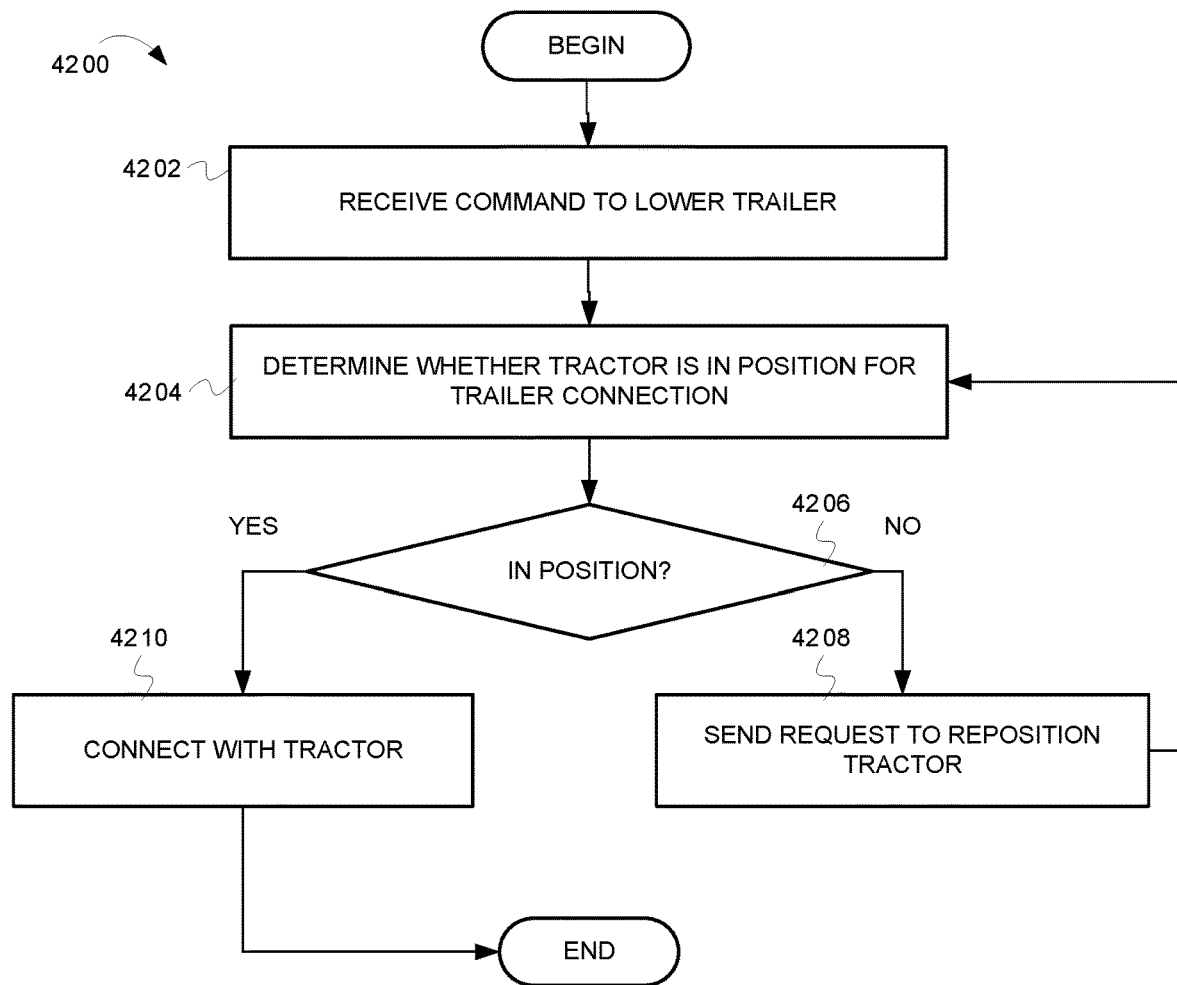 4200
BEGIN
4202
RECEIVE COMMAND TO LOWER TRAILER
4204
DETERMINE WHETHER TRACTOR IS IN POSITION FOR
TRAILER CONNECTION
YES
4206
NO
IN POSITION?
4210
CONNECT WITH TRACTOR
4208
SEND REQUEST TO REPOSITION
TRACTOR
END